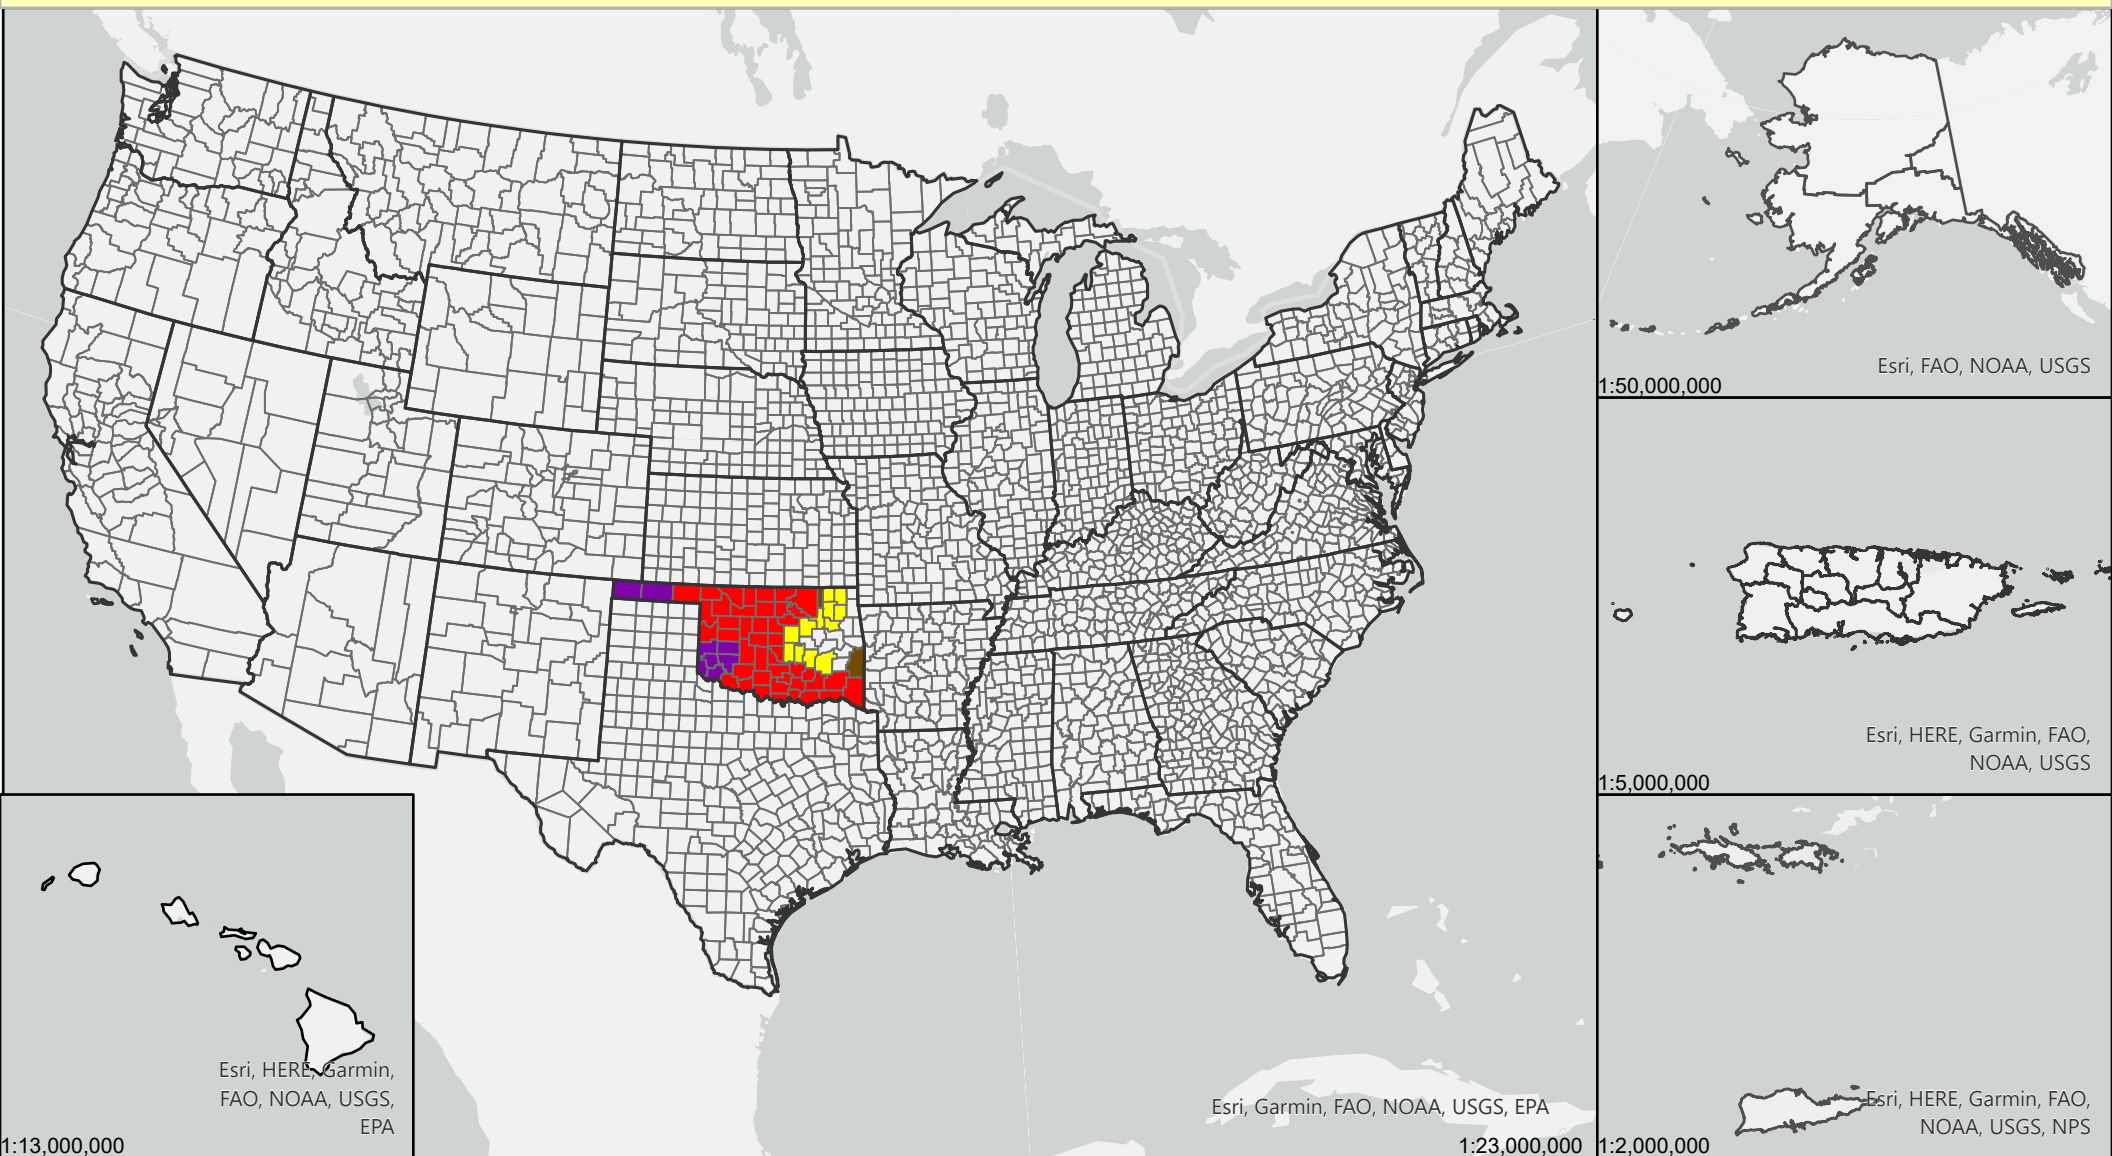 Esri, FAO, NOAA, USGS
1:50,000,000
Esri, HERE, Garmin, FAO,
NOAA, USGS
1:5,000,000
Esri, HERE, Garmin,
FAO, NOAA, USGS,
EPA
1:13,000,000
Esri, Garmin, FAO, NOAA, USGS, EPA
1:23,000,000
Esri, HERE, Garmin, FAO,
NOAA, USGS, NPS
1:2,000,000